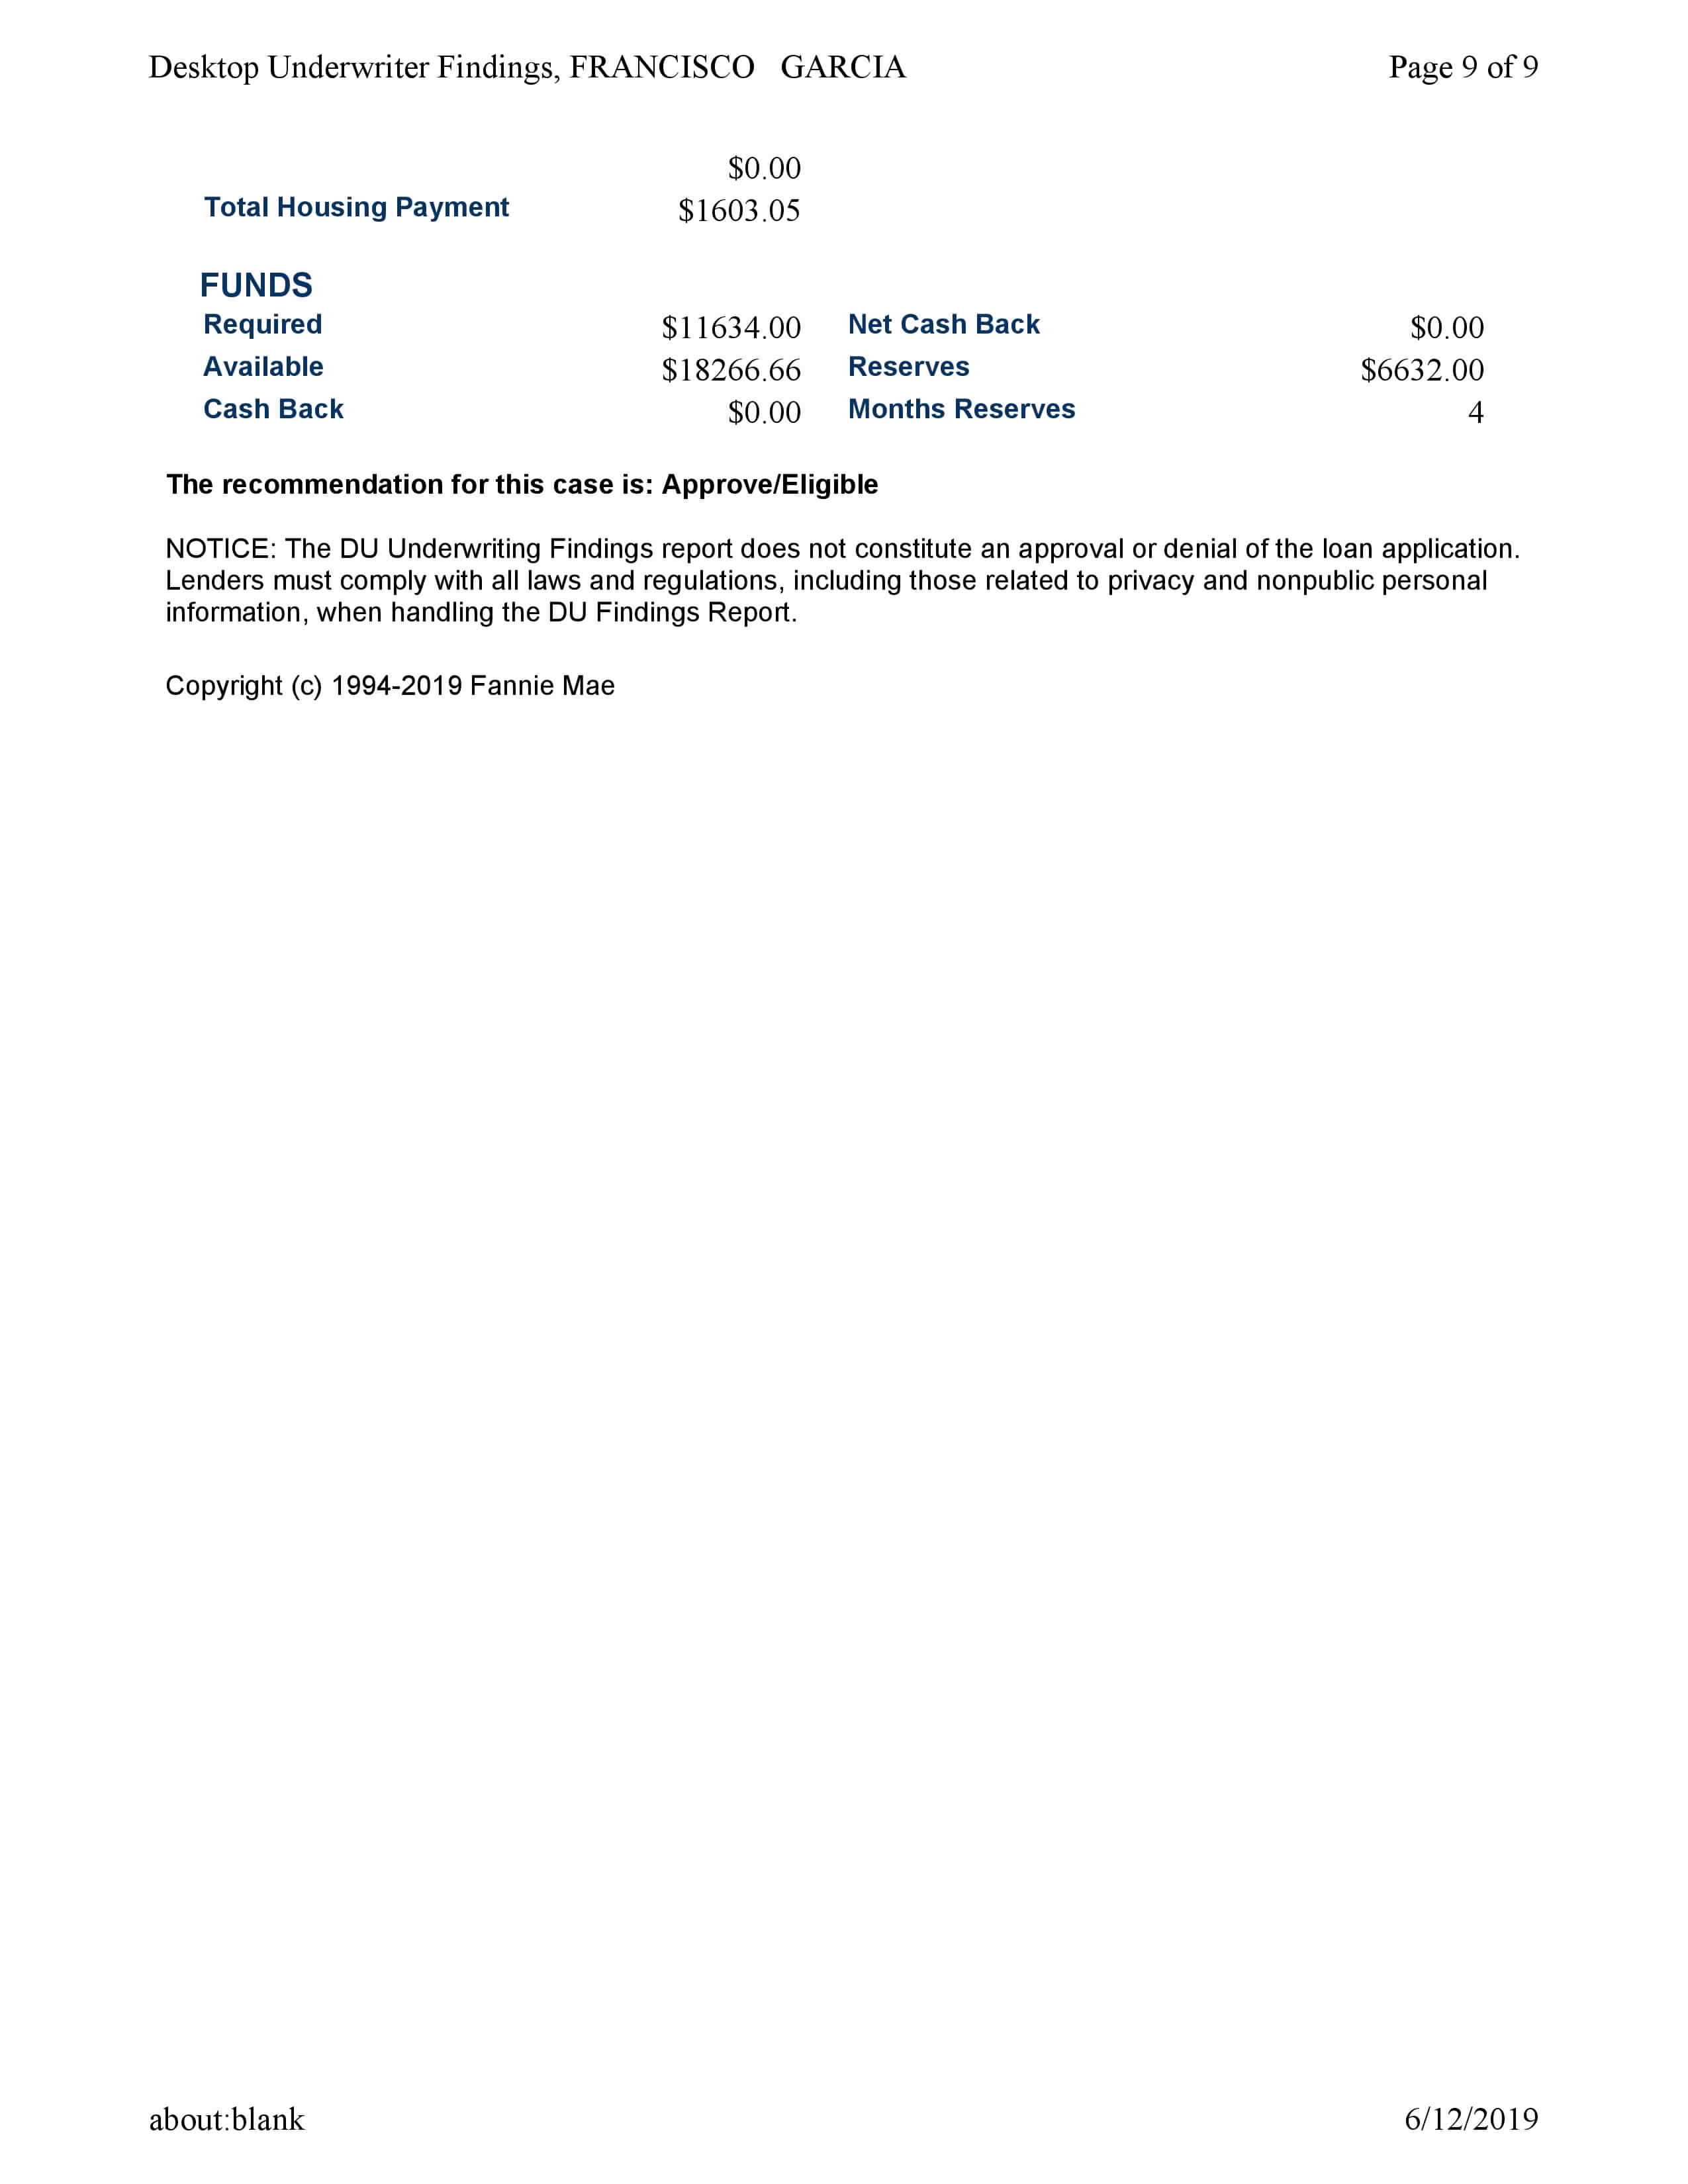 Desktop Underwriter Findings, FRANCISCO   GARCIA Page 9 of 9
$0.00
Total Housing Payment $1603.05
FUNDS
Required $11634.00 Net Cash Back $0.00
Available $18266.66 Reserves $6632.00
Cash Back $0.00 Months Reserves 4
The recommendation for this case is: Approve/Eligible
NOTICE: The DU Underwriting Findings report does not constitute an approval or denial of the loan application.
Lenders must comply with all laws and regulations, including those related to privacy and nonpublic personal
information, when handling the DU Findings Report.
Copyright (c) 1994-2019 Fannie Mae
about:blank 6/12/2019